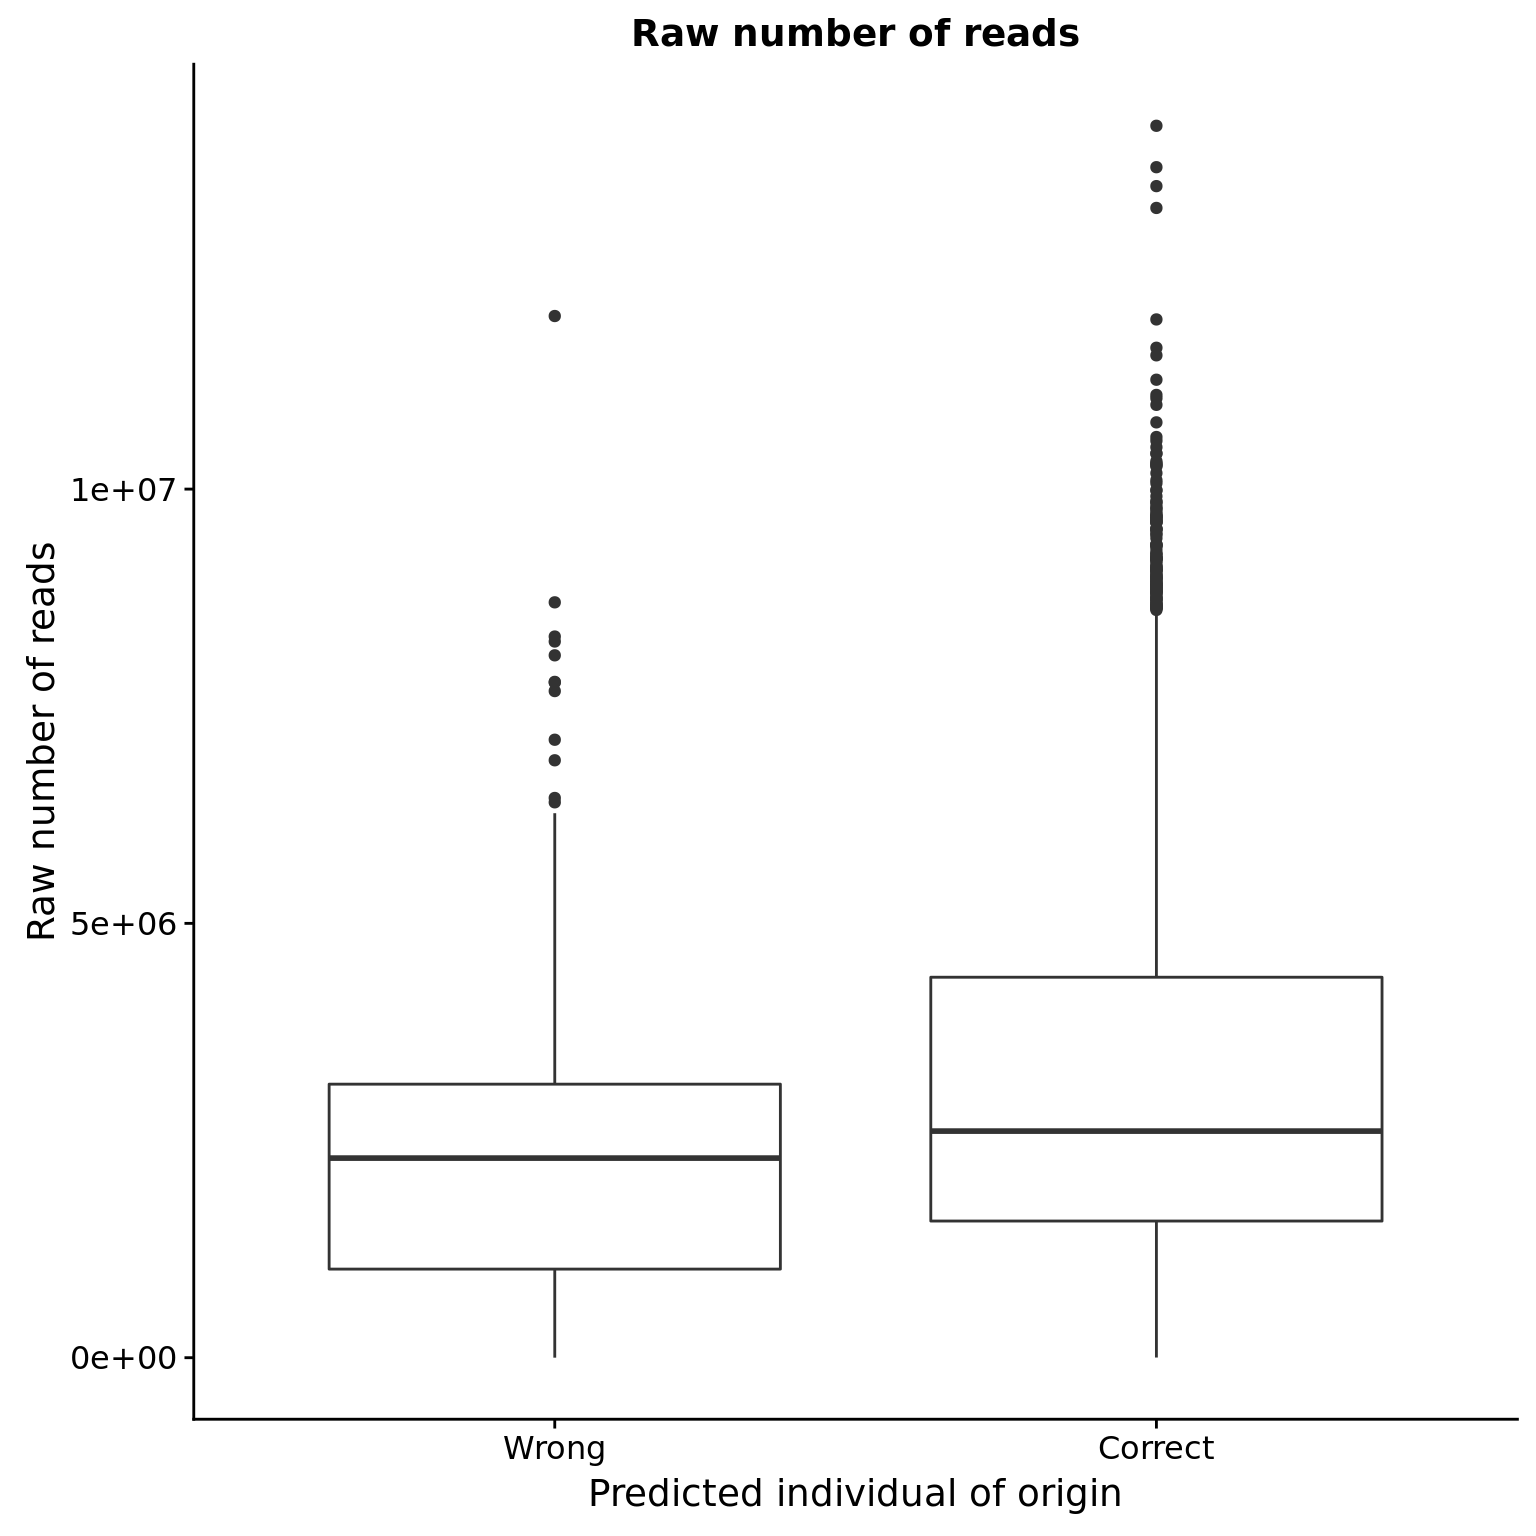 Raw number of reads
Raw number of reads
1e+07
5e+06
0e+00
Wrong
Correct
Predicted individual of origin